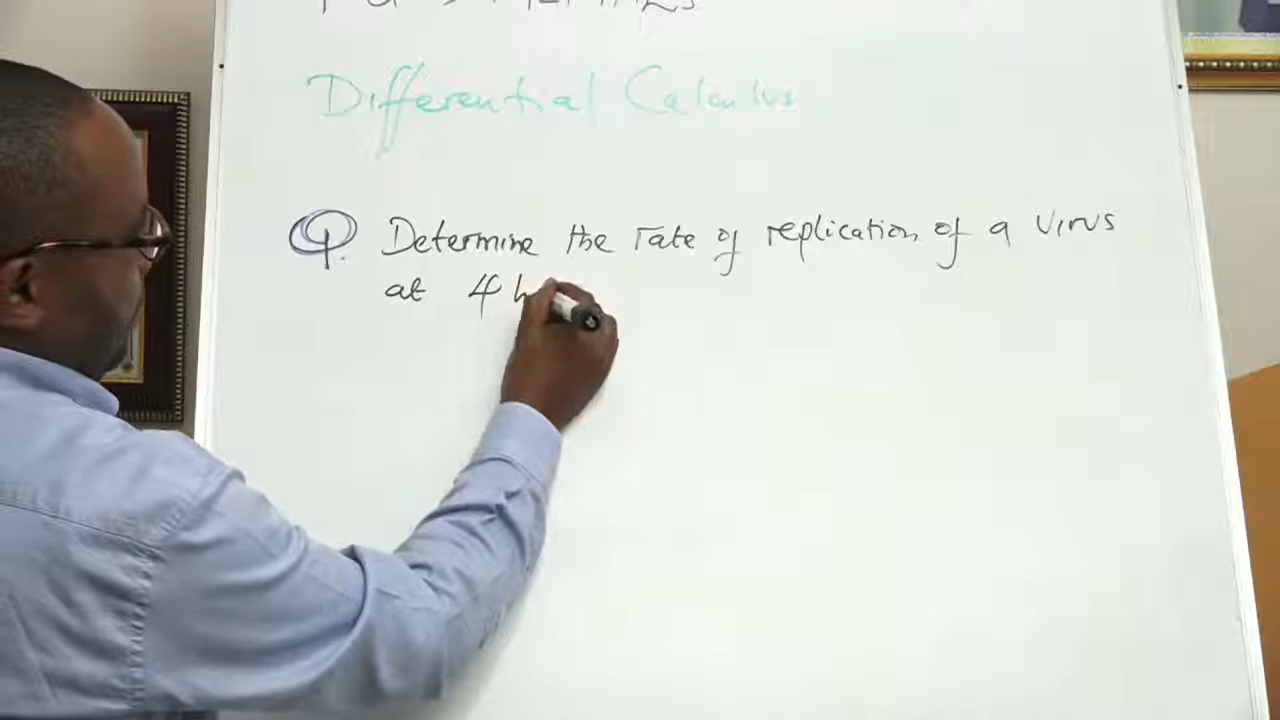 Differential Calculus
Q. Determine the rate of replication of a virus
at 4